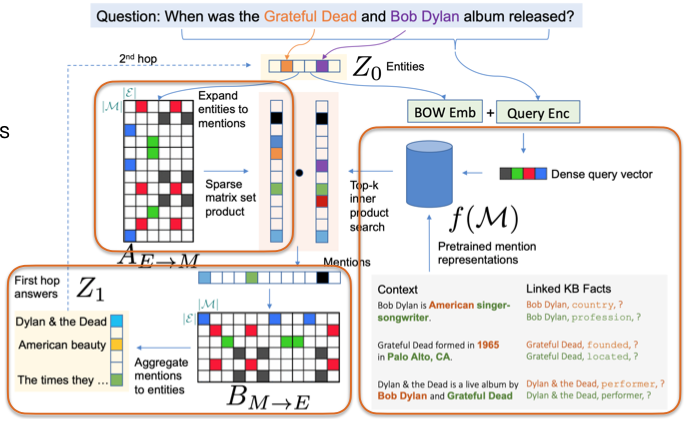 Question: When was the Grateful Dead and Bob Dylan album released?
2nd hop
Z0 Entities
s
|ℰ|
|ℳ|
Expand
entities to
mentions
BOW Emb + Query Enc
Sparse
matrix set
product
Top-k
inner
product
search
Dense query vector
f(ℳ)
Pretrained mention
representations
A E→M
Mentions
First hop
answers
Z1
|ℳ|
|ℰ|
Dylan & the Dead
American beauty
The times they ...
Aggregate
mentions
to entities
B M→E
Context Linked KB Facts
Bob Dylan is American singer-
songwriter.
Bob Dylan, country, ?
Bob Dylan, profession, ?
Grateful Dead formed in 1965
in Palo Alto, CA.
Grateful Dead, founded, ?
Grateful Dead, located, ?
Dylan & the Dead is a live album by
Bob Dylan and Grateful Dead
Dylan & the Dead, performer, ?
Dylan & the Dead, performer, ?